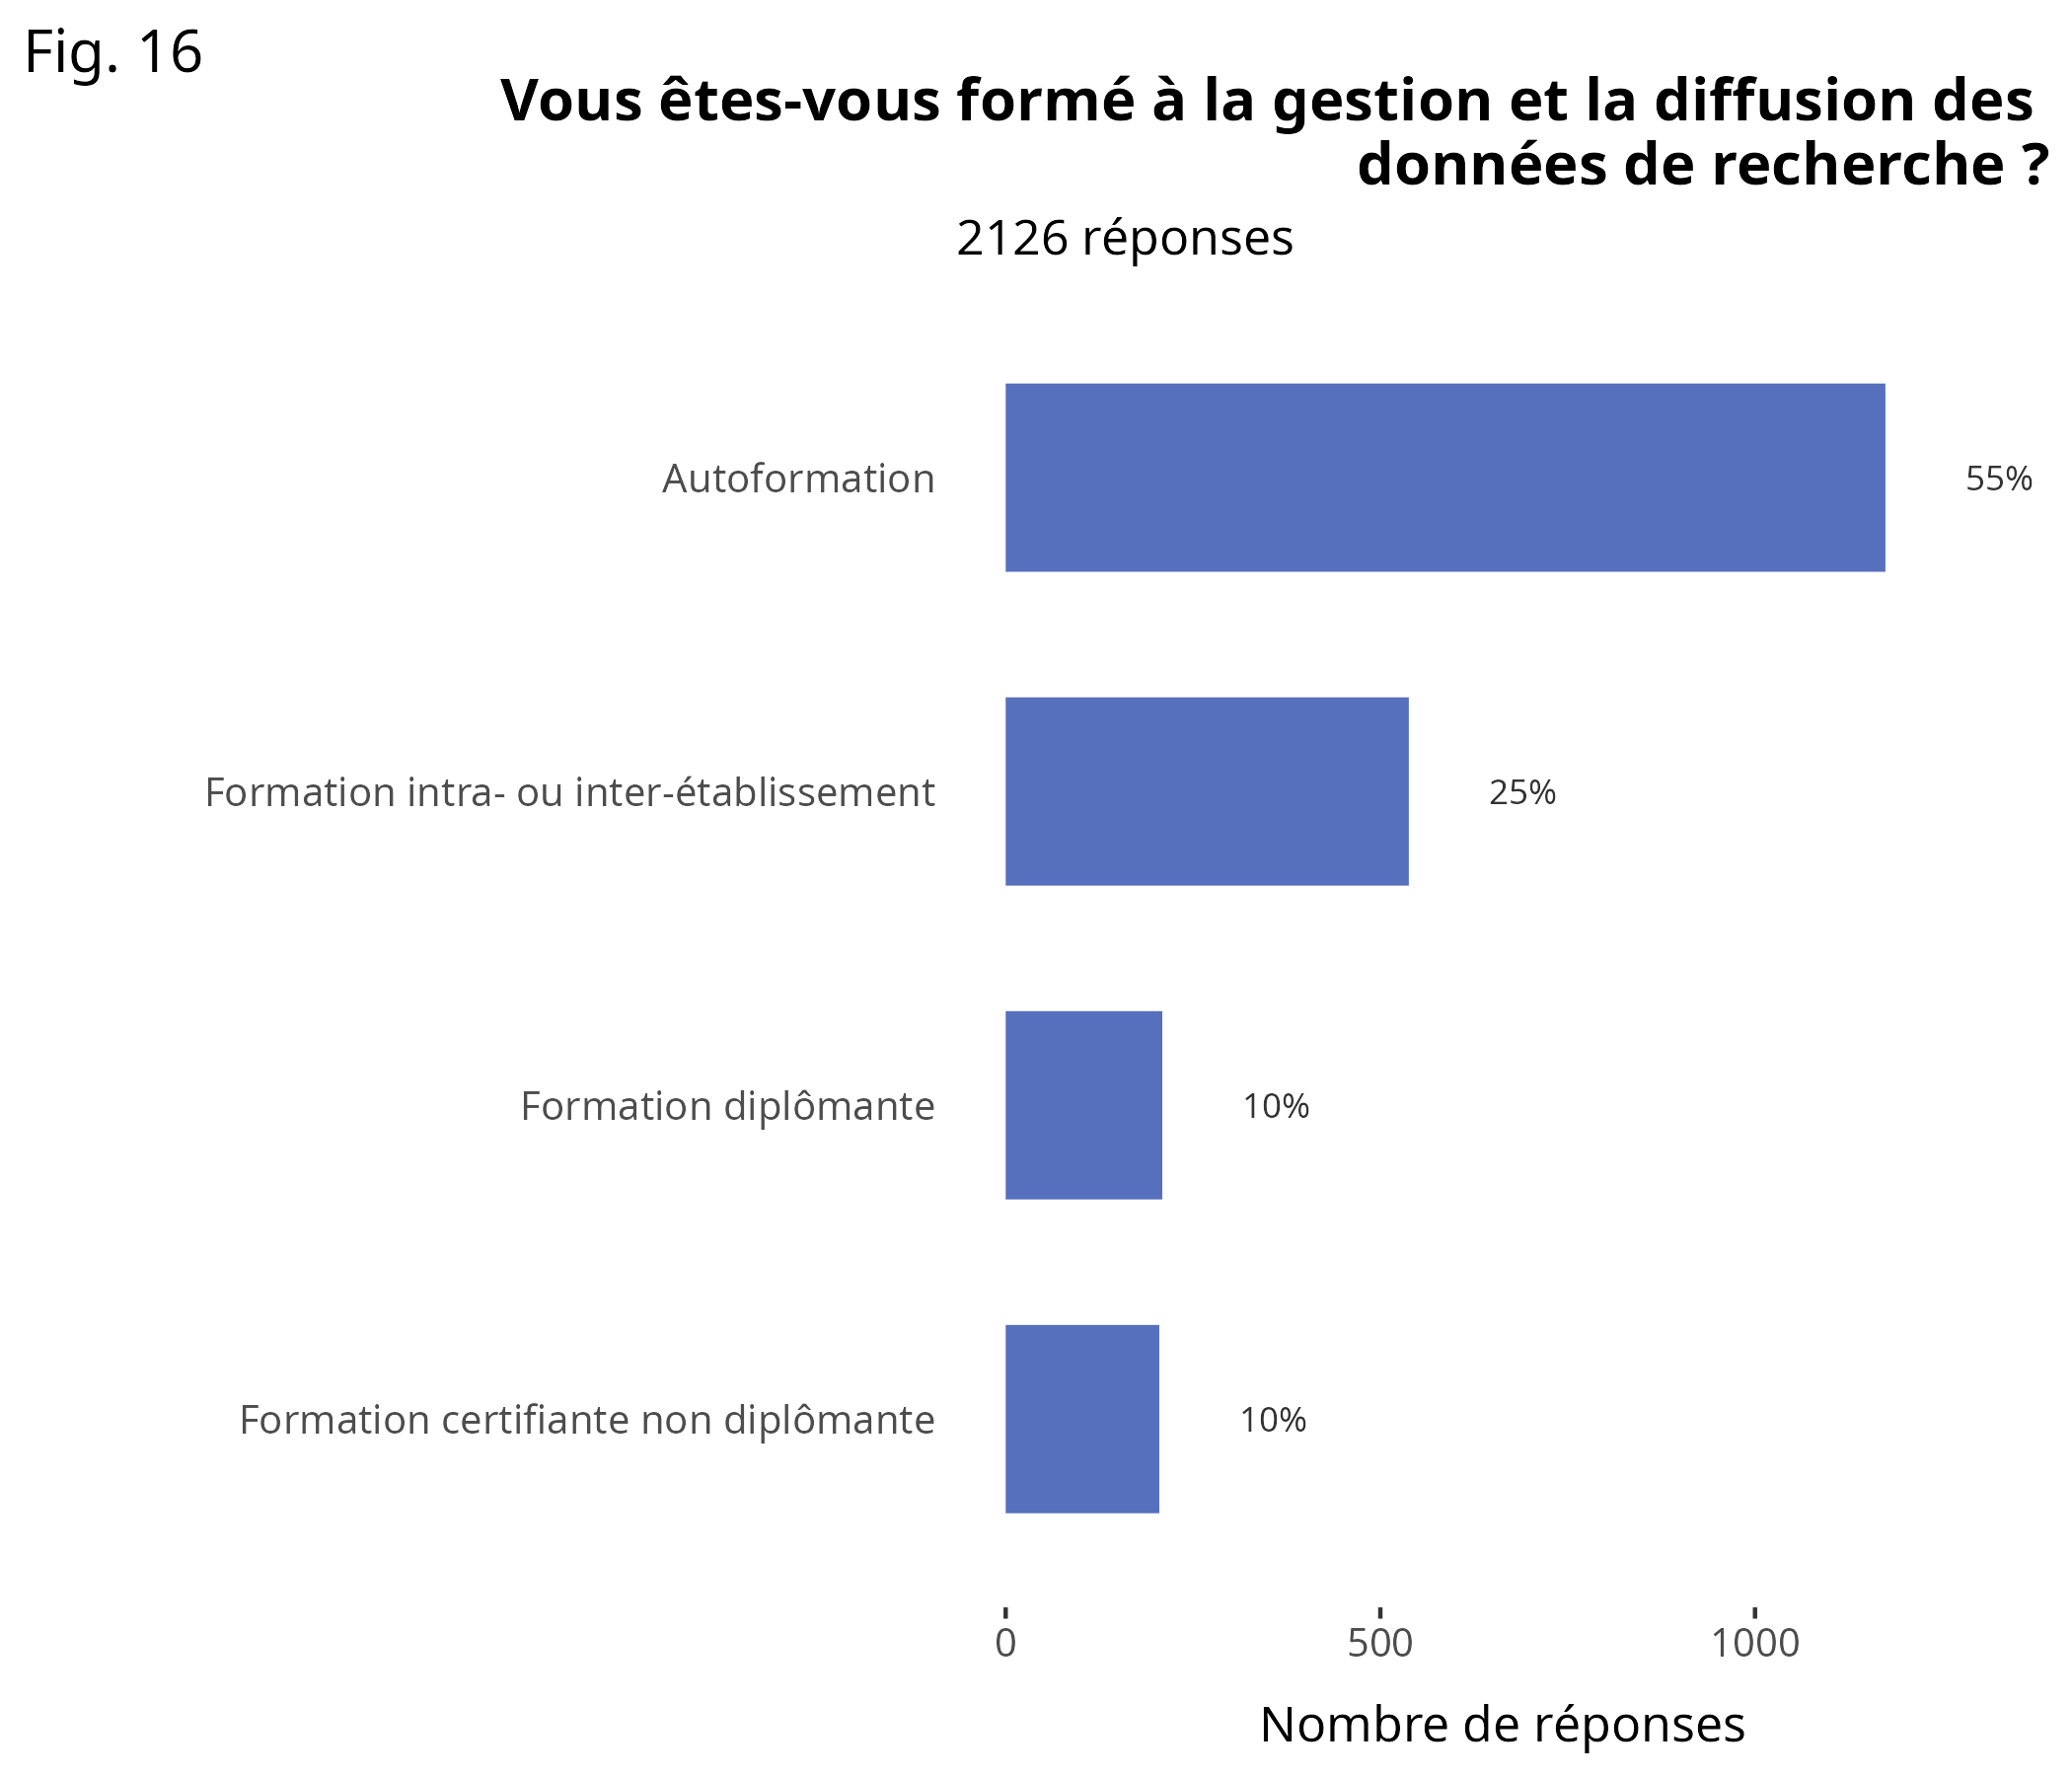 Fig. 16
Vous êtes-vous formé à la gestion et la diffusion des
données de recherche ?
2126 réponses
Autoformation
55%
Formation intra- ou inter-établissement
25%
Formation diplômante
10%
Formation certifiante non diplômante
10%
0 500 1000
Nombre de réponses